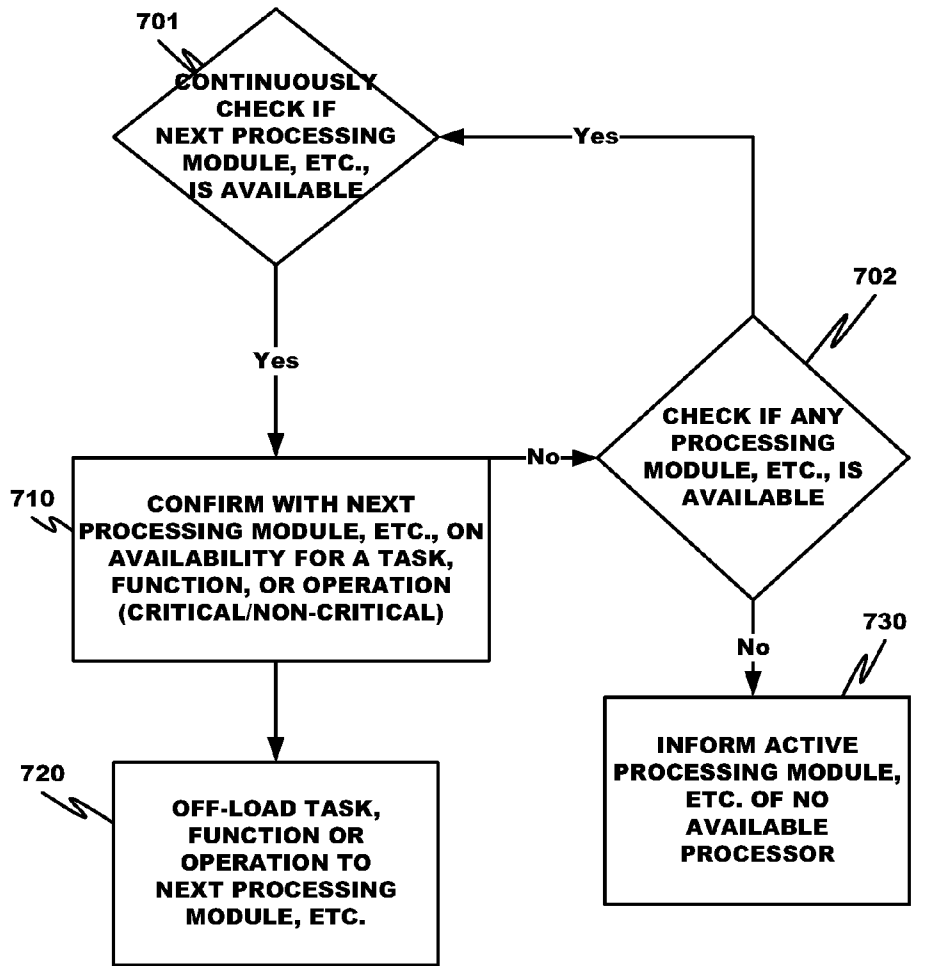 701
CONTINUOUSLY
CHECK IF
NEXT PROCESSING
MODULE, ETC.,
IS AVAILABLE
Yes
702
Yes
CHECK IF ANY
PROCESSING
MODULE, ETC., IS
AVAILABLE
No
710
CONFIRM WITH NEXT
PROCESSING MODULE, ETC., ON
AVAILABILITY FOR A TASK,
FUNCTION, OR OPERATION
(CRITICAL/NON-CRITICAL)
No
730
720
OFF-LOAD TASK,
FUNCTION OR
OPERATION TO
NEXT PROCESSING
MODULE, ETC.
INFORM ACTIVE
PROCESSING MODULE,
ETC. OF NO
AVAILABLE
PROCESSOR